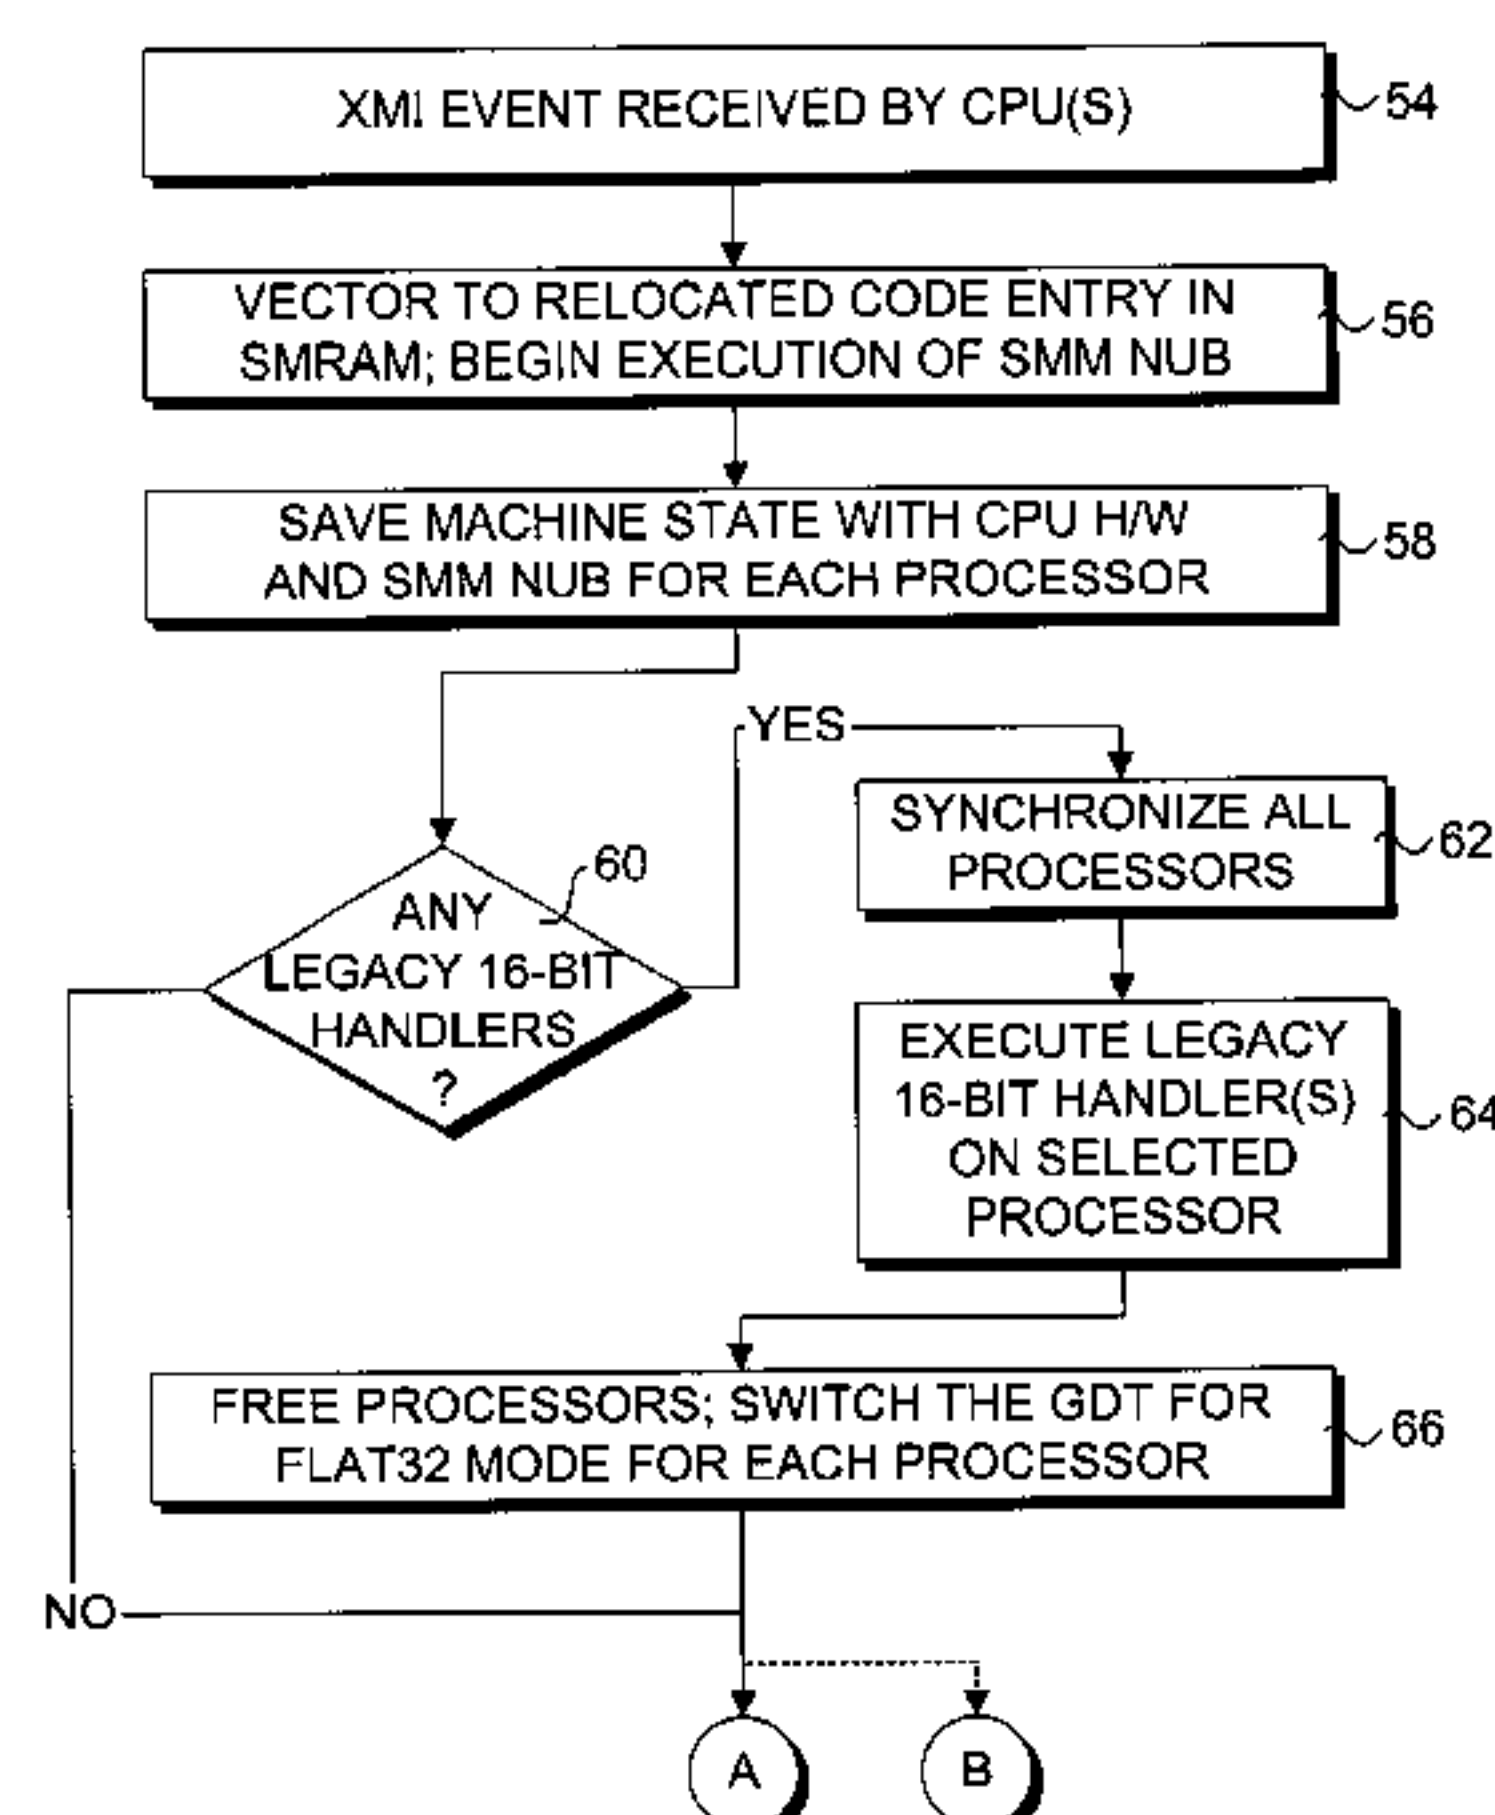 XMI EVENT RECEIVED BY CPU(S)
54
VECTOR TO RELOCATED CODE ENTRY IN
SMRAM; BEGIN EXECUTION OF SMM NUB
56
SAVE MACHINE STATE WITH CPU H/W
AND SMM NUB FOR EACH PROCESSOR
58
YES
SYNCHRONIZE ALL
PROCESSORS
62
60
ANY
LEGACY 16-BIT
HANDLERS
?
EXECUTE LEGACY
16-BIT HANDLER(S)
ON SELECTED
PROCESSOR
64
FREE PROCESSORS; SWITCH THE GDT FOR
FLAT32 MODE FOR EACH PROCESSOR
66
NO
A
B